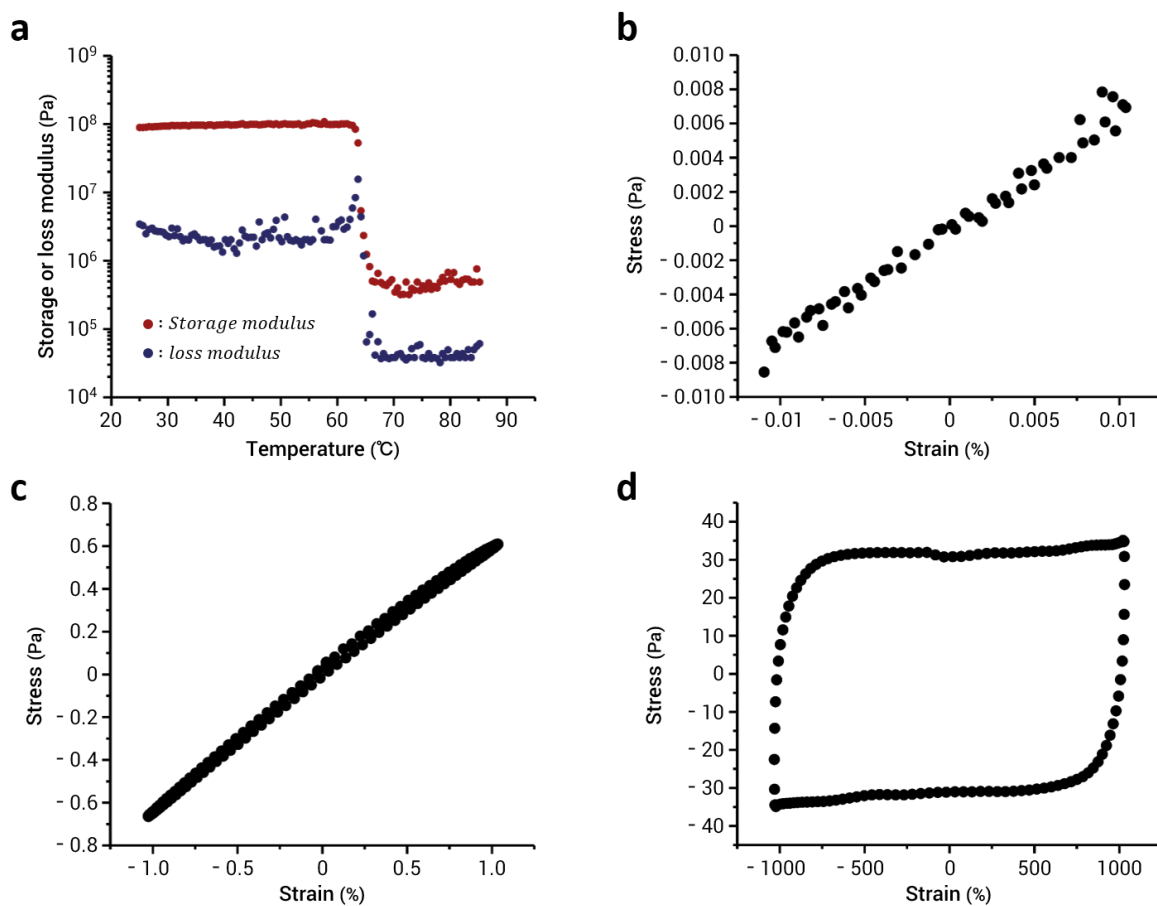 a
10⁹
10⁸
10⁷
10⁶
10⁵
10⁴
Storage or loss modulus (Pa)
: Storage modulus
: loss modulus
20 30 40 50 60 70 80 90
Temperature (℃)
b
0.010
0.008
0.006
0.004
0.002
0
- 0.002
- 0.004
- 0.006
- 0.008
- 0.010
Stress (Pa)
- 0.01 - 0.005 0 0.005 0.01
Strain (%)
c
0.8
0.6
0.4
0.2
0
- 0.2
- 0.4
- 0.6
- 0.8
Stress (Pa)
- 1.0 - 0.5 0 0.5 1.0
Strain (%)
d
40
30
20
10
0
- 10
- 20
- 30
- 40
Stress (Pa)
- 1000 - 500 0 500 1000
Strain (%)